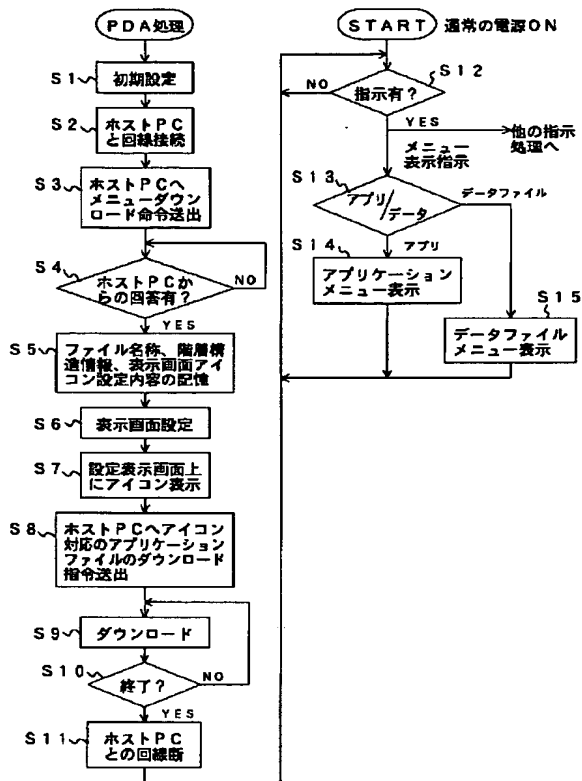 PDA処理
S1
初期設定
S2
ホストPC
と回線接続
S3
ホストPCへ
メニューダウン
ロード命令送出
S4
ホストPCか
らの回答有?
NO
YES
S5
ファイル名称、階層構
造情報、表示画面アイ
コン設定内容の記憶
S6
表示画面設定
S7
設定表示画面上
にアイコン表示
S8
ホストPCへアイコン
対応のアプリケーション
ファイルのダウンロード
指令送出
S9
ダウンロード
S10
終了?
NO
YES
S11
ホストPC
との回線断
START 通常の電源ON
S12
指示有?
NO
YES
他の指示
処理へ
メニュー
表示指示
S13
アプリ/
データ
データファイル
アプリ
S14
アプリケーション
メニュー表示
S15
データファイル
メニュー表示